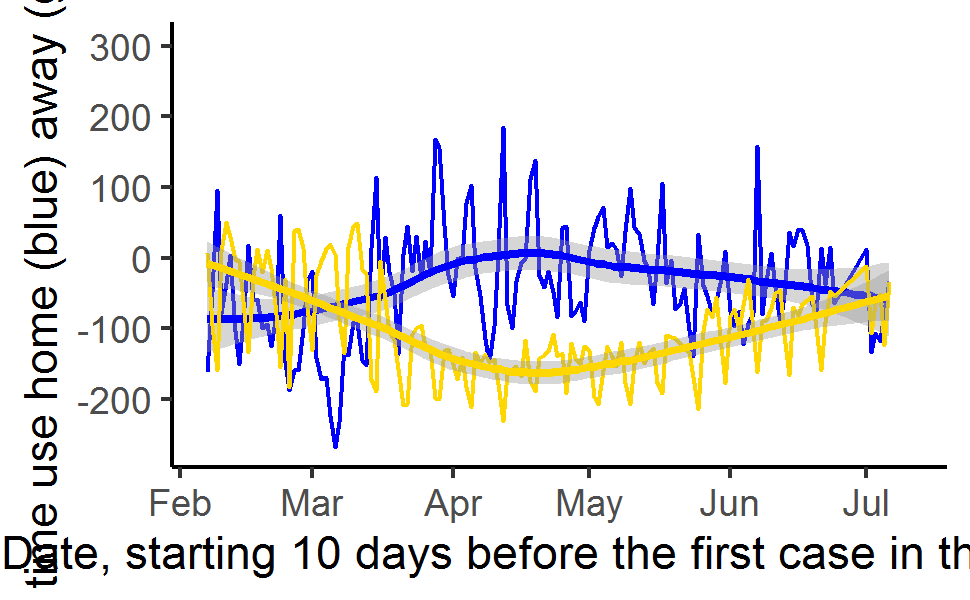 time use home (blue) away (
300
200
100
0
-100
-200
Feb Mar Apr May Jun Jul
Date, starting 10 days before the first case in th